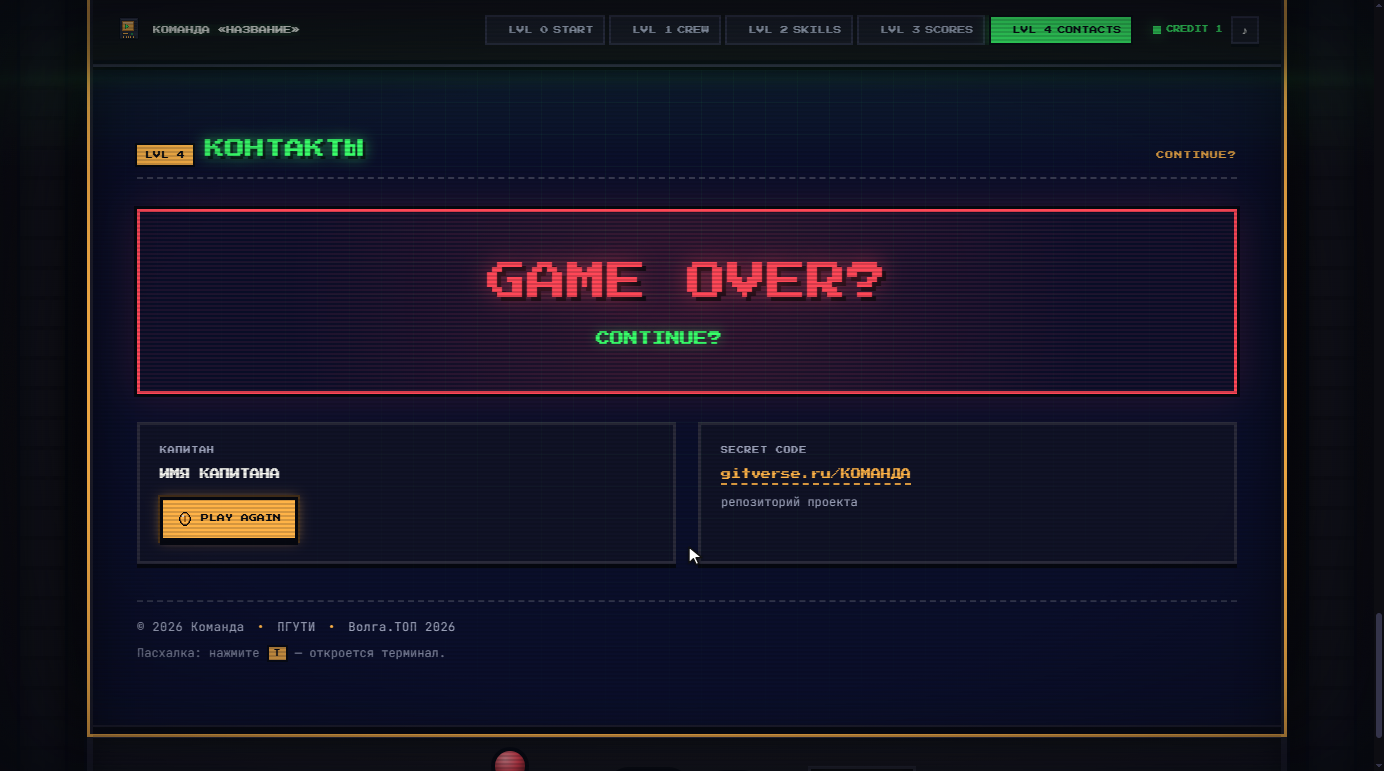 КОМАНДА «НАЗВАНИЕ»
LVL 0 START
LVL 1 CREW
LVL 2 SKILLS
LVL 3 SCORES
LVL 4 CONTACTS
CREDIT 1
♪
LVL 4 КОНТАКТЫ
CONTINUE?
GAME OVER?
CONTINUE?
КАПИТАН
ИМЯ КАПИТАНА
PLAY AGAIN
SECRET CODE
gitverse.ru/КОМАНДА
репозиторий проекта
© 2026 Команда • ПГУТИ • Волга.ТОП 2026
Пасхалка: нажмите T — откроется терминал.